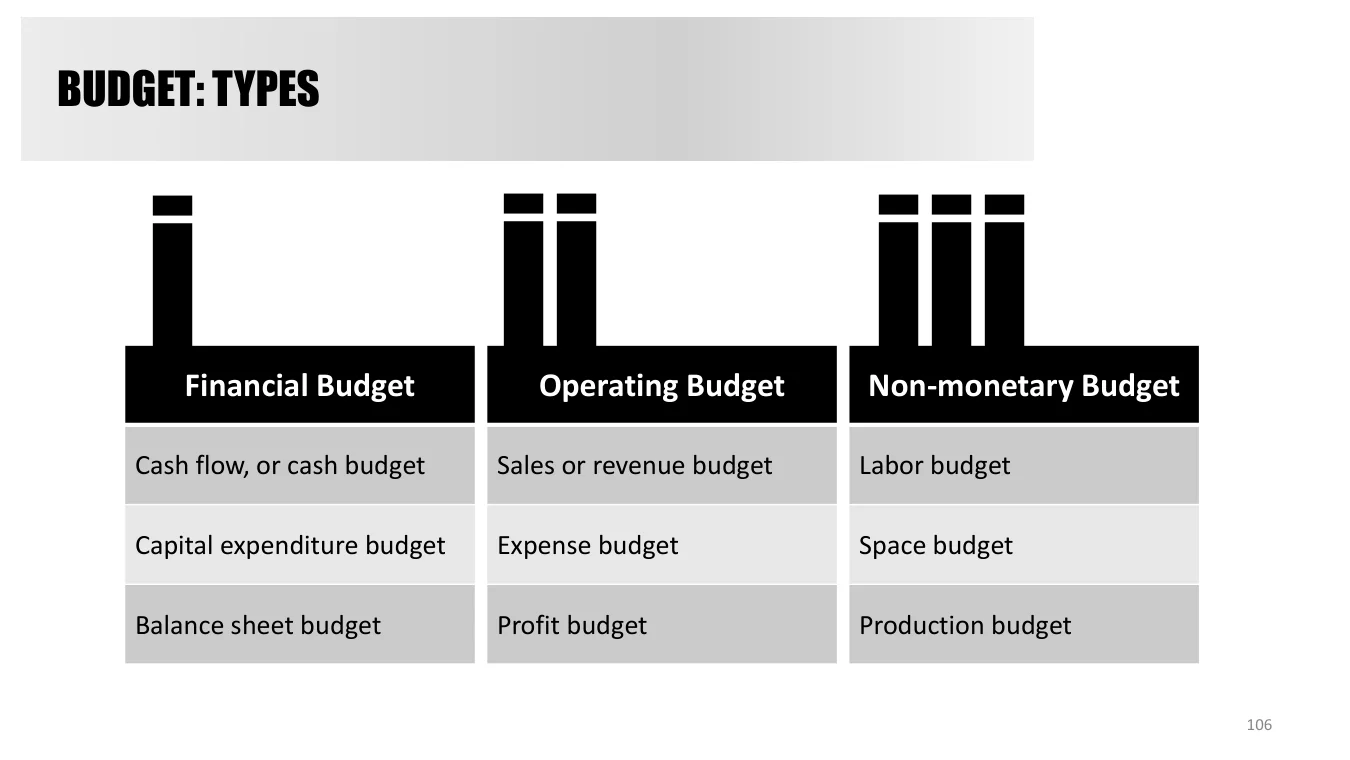 BUDGET: TYPES
Financial Budget
Cash flow, or cash budget
Capital expenditure budget
Balance sheet budget
Operating Budget
Sales or revenue budget
Expense budget
Profit budget
Non-monetary Budget
Labor budget
Space budget
Production budget
106